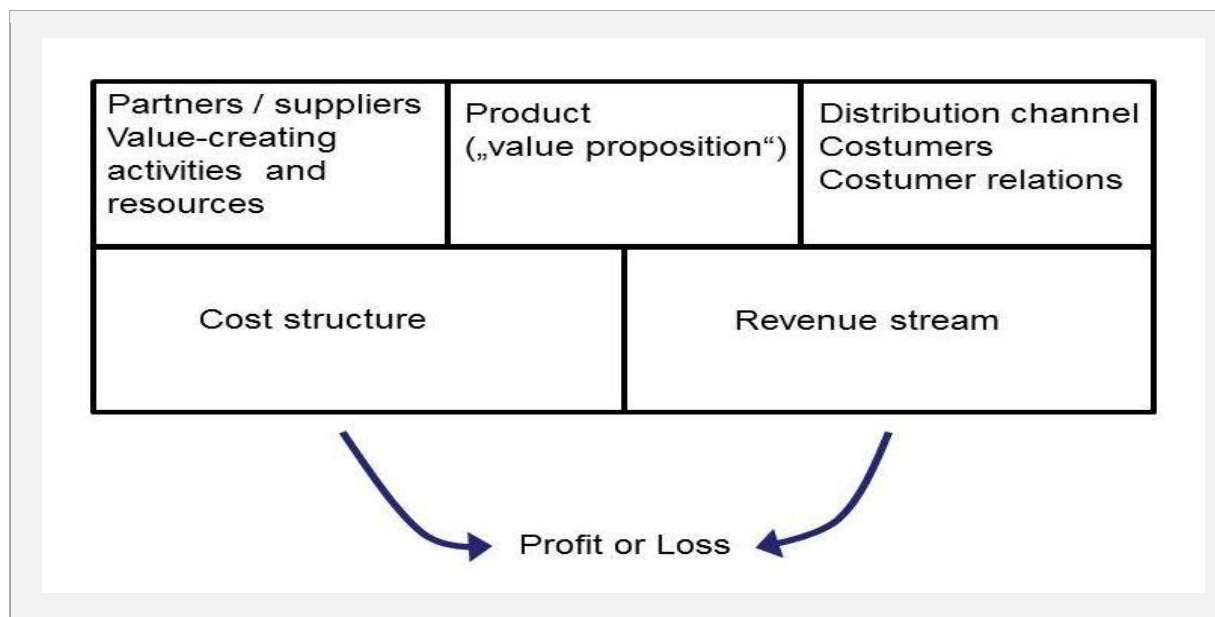 Partners / suppliers
Value-creating
activities and
resources
Product
(„value proposition“)
Distribution channel
Costumers
Costumer relations
Cost structure
Revenue stream
Profit or Loss